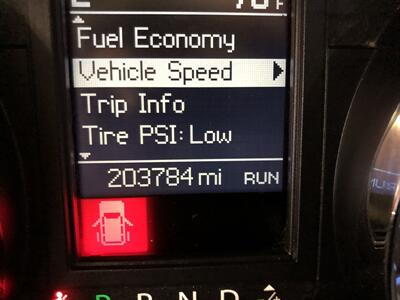 F
Fuel Economy
Vehicle Speed
Trip Info
Tire PSI: Low
203784 mi RUN
P R N D